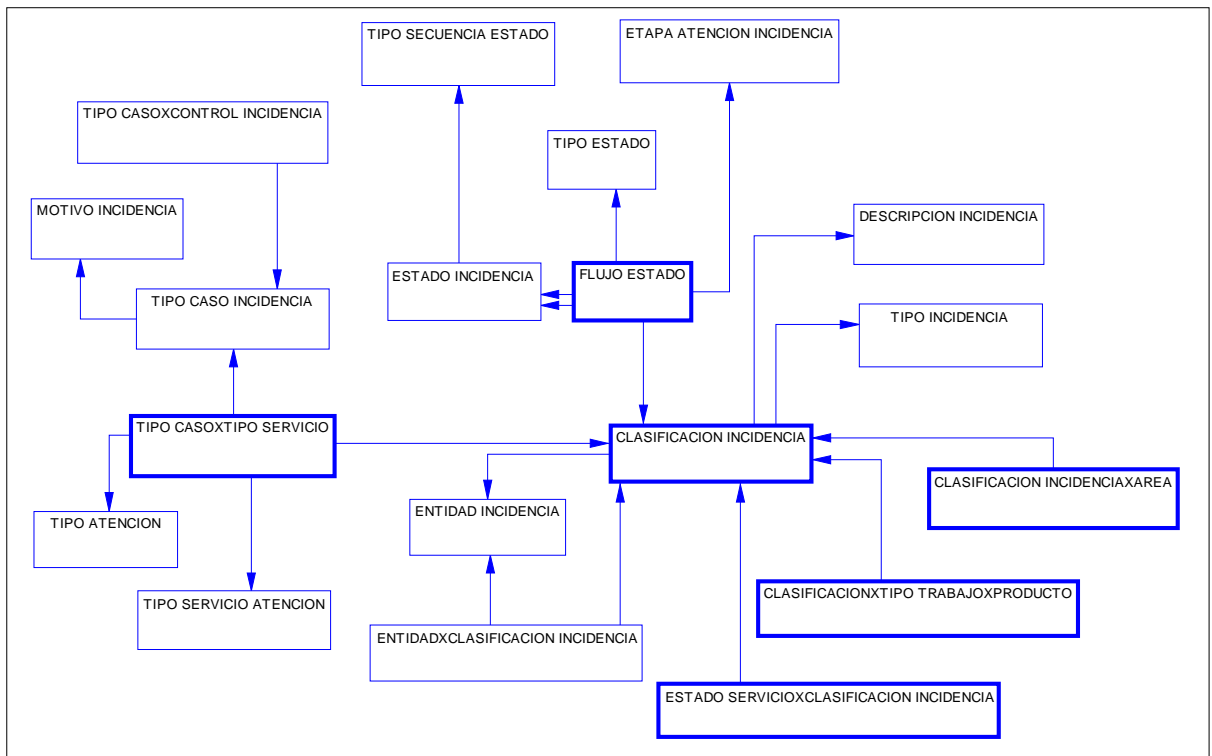 TIPO SECUENCIA ESTADO
ETAPA ATENCION INCIDENCIA
TIPO CASOXCONTROL INCIDENCIA
TIPO ESTADO
MOTIVO INCIDENCIA
DESCRIPCION INCIDENCIA
ESTADO INCIDENCIA
FLUJO ESTADO
TIPO CASO INCIDENCIA
TIPO INCIDENCIA
TIPO CASOXTIPO SERVICIO
CLASIFICACION INCIDENCIA
CLASIFICACION INCIDENCIAXAREA
ENTIDAD INCIDENCIA
TIPO ATENCION
CLASIFICACIONXTIPO TRABAJOXPRODUCTO
TIPO SERVICIO ATENCION
ENTIDADXCLASIFICACION INCIDENCIA
ESTADO SERVICIOXCLASIFICACION INCIDENCIA